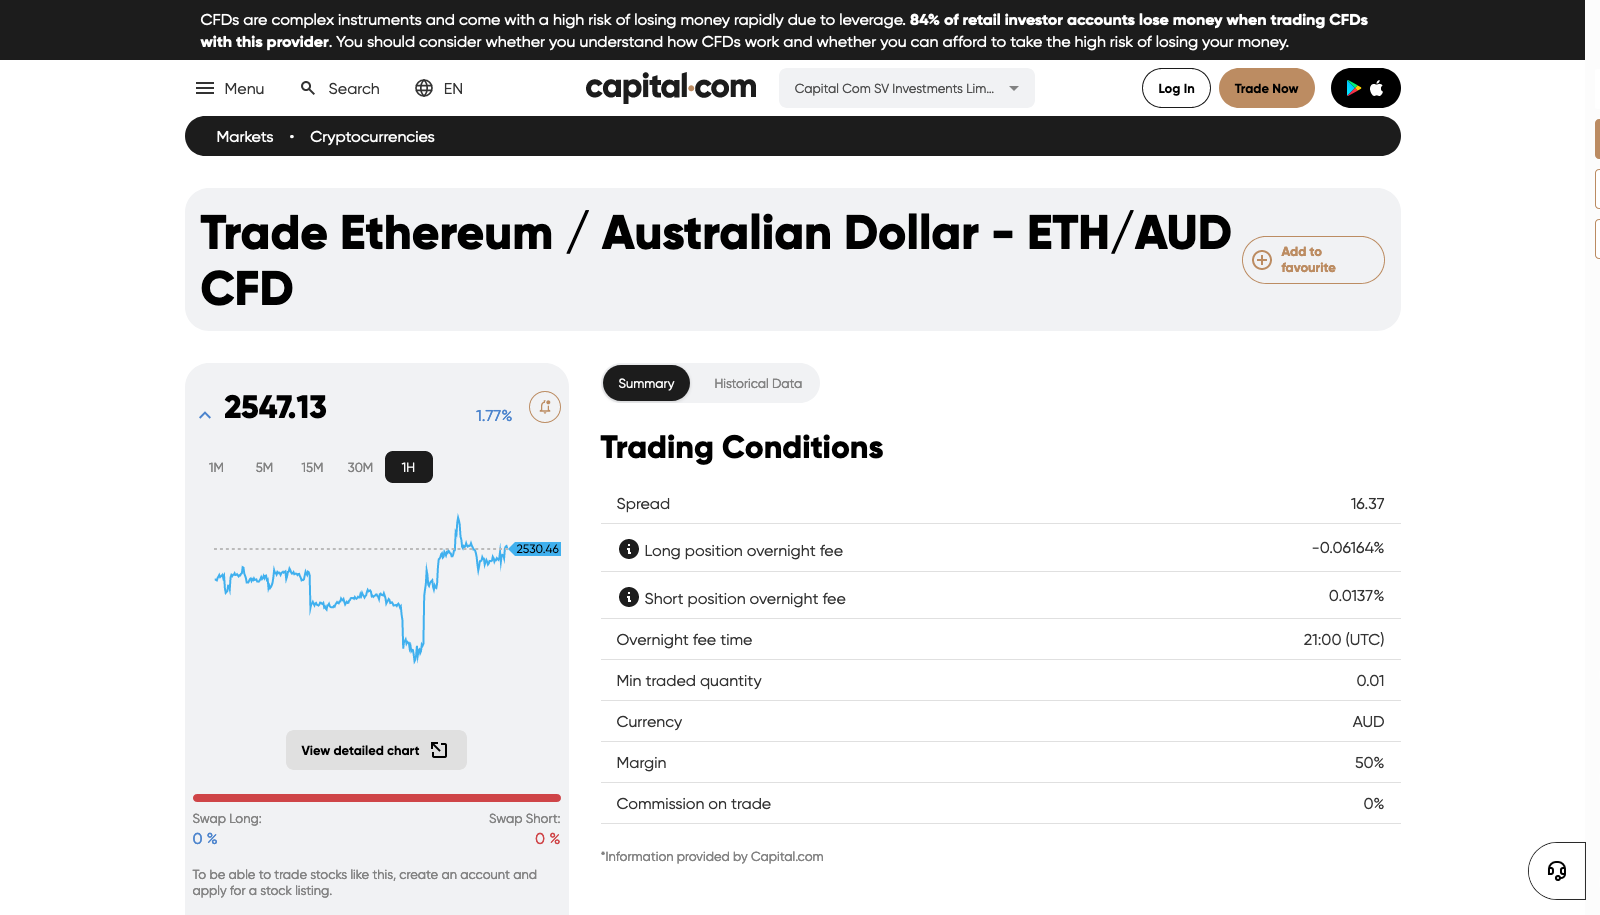 CFDs are complex instruments and come with a high risk of losing money rapidly due to leverage. 84% of retail investor accounts lose money when trading CFDs
with this provider. You should consider whether you understand how CFDs work and whether you can afford to take the high risk of losing your money.
Menu Search EN capital.com Capital Com SV Investments Lim... Log In Trade Now
Markets • Cryptocurrencies
Trade Ethereum / Australian Dollar - ETH/AUD
CFD
Add to
favourite
2547.13 1.77%
1M 5M 15M 30M 1H
2530.46
View detailed chart
Swap Long: Swap Short:
0 % 0 %
To be able to trade stocks like this, create an account and
apply for a stock listing.
Summary Historical Data
Trading Conditions
Spread 16.37
Long position overnight fee -0.06164%
Short position overnight fee 0.0137%
Overnight fee time 21:00 (UTC)
Min traded quantity 0.01
Currency AUD
Margin 50%
Commission on trade 0%
*Information provided by Capital.com